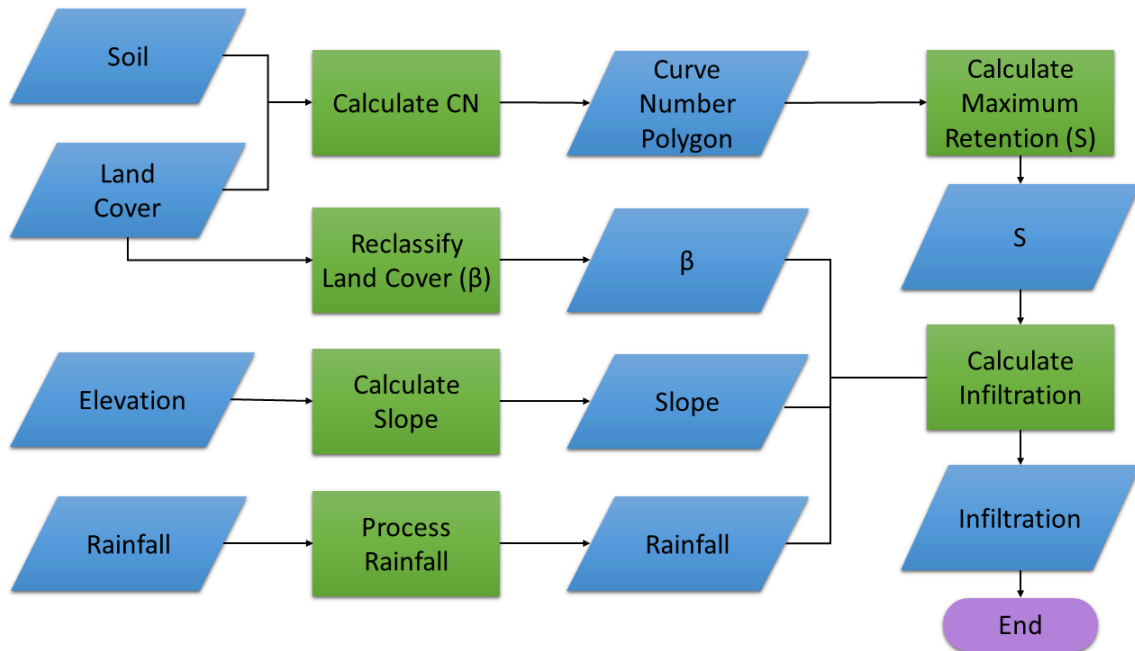 Soil
Calculate CN
Curve
Number
Polygon
Calculate
Maximum
Retention (S)
Land
Cover
Reclassify
Land Cover (β)
β
S
Elevation
Calculate
Slope
Slope
Calculate
Infiltration
Rainfall
Process
Rainfall
Rainfall
Infiltration
End